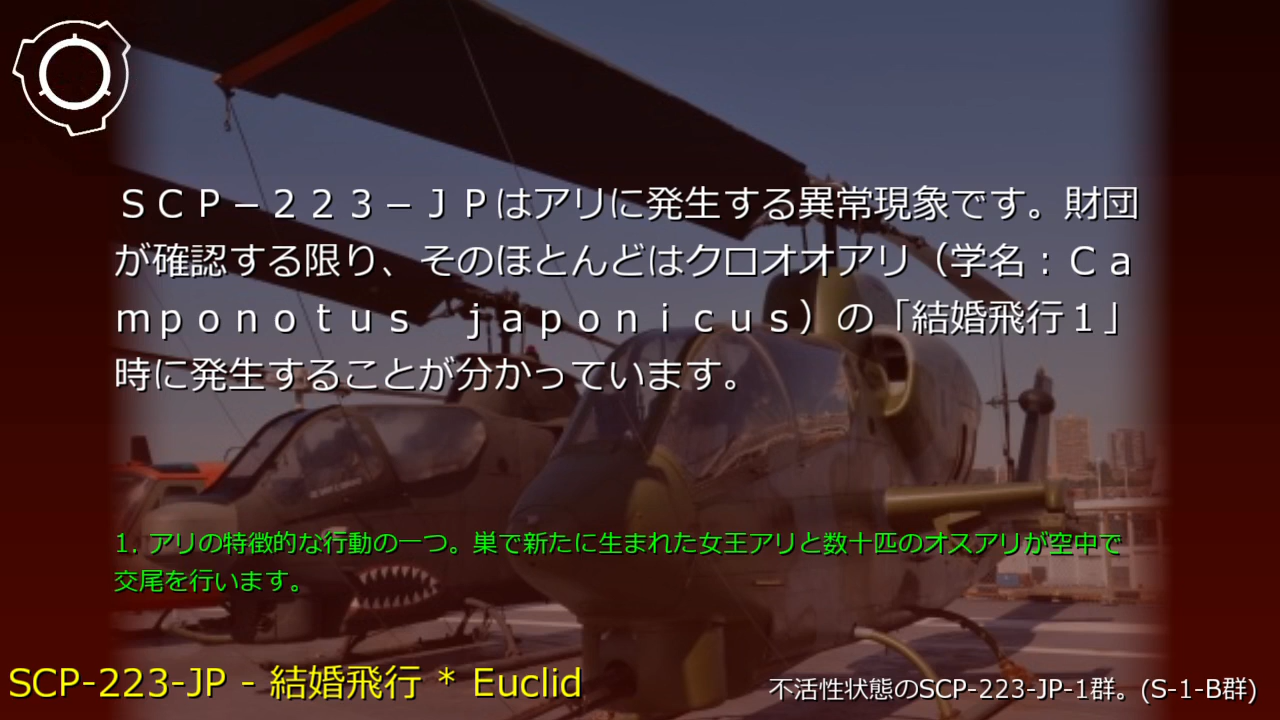 SCP－223－JPはアリに発生する異常現象です。財団
が確認する限り、そのほとんどはクロオオアリ（学名：Ca
mponotus　japonicus）の「結婚飛行1」
時に発生することが分かっています。
1. アリの特徴的な行動の一つ。巣で新たに生まれた女王アリと数十匹のオスアリが空中で
交尾を行います。
SCP-223-JP - 結婚飛行 * Euclid
不活性状態のSCP-223-JP-1群。(S-1-B群)